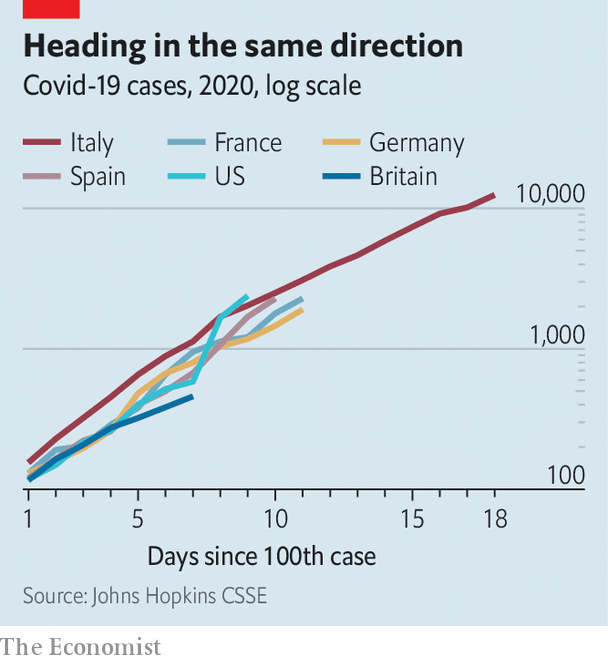 Heading in the same direction
Covid-19 cases, 2020, log scale
Italy France Germany
Spain US Britain
10,000
1,000
100
1 5 10 15 18
Days since 100th case
Source: Johns Hopkins CSSE
The Economist